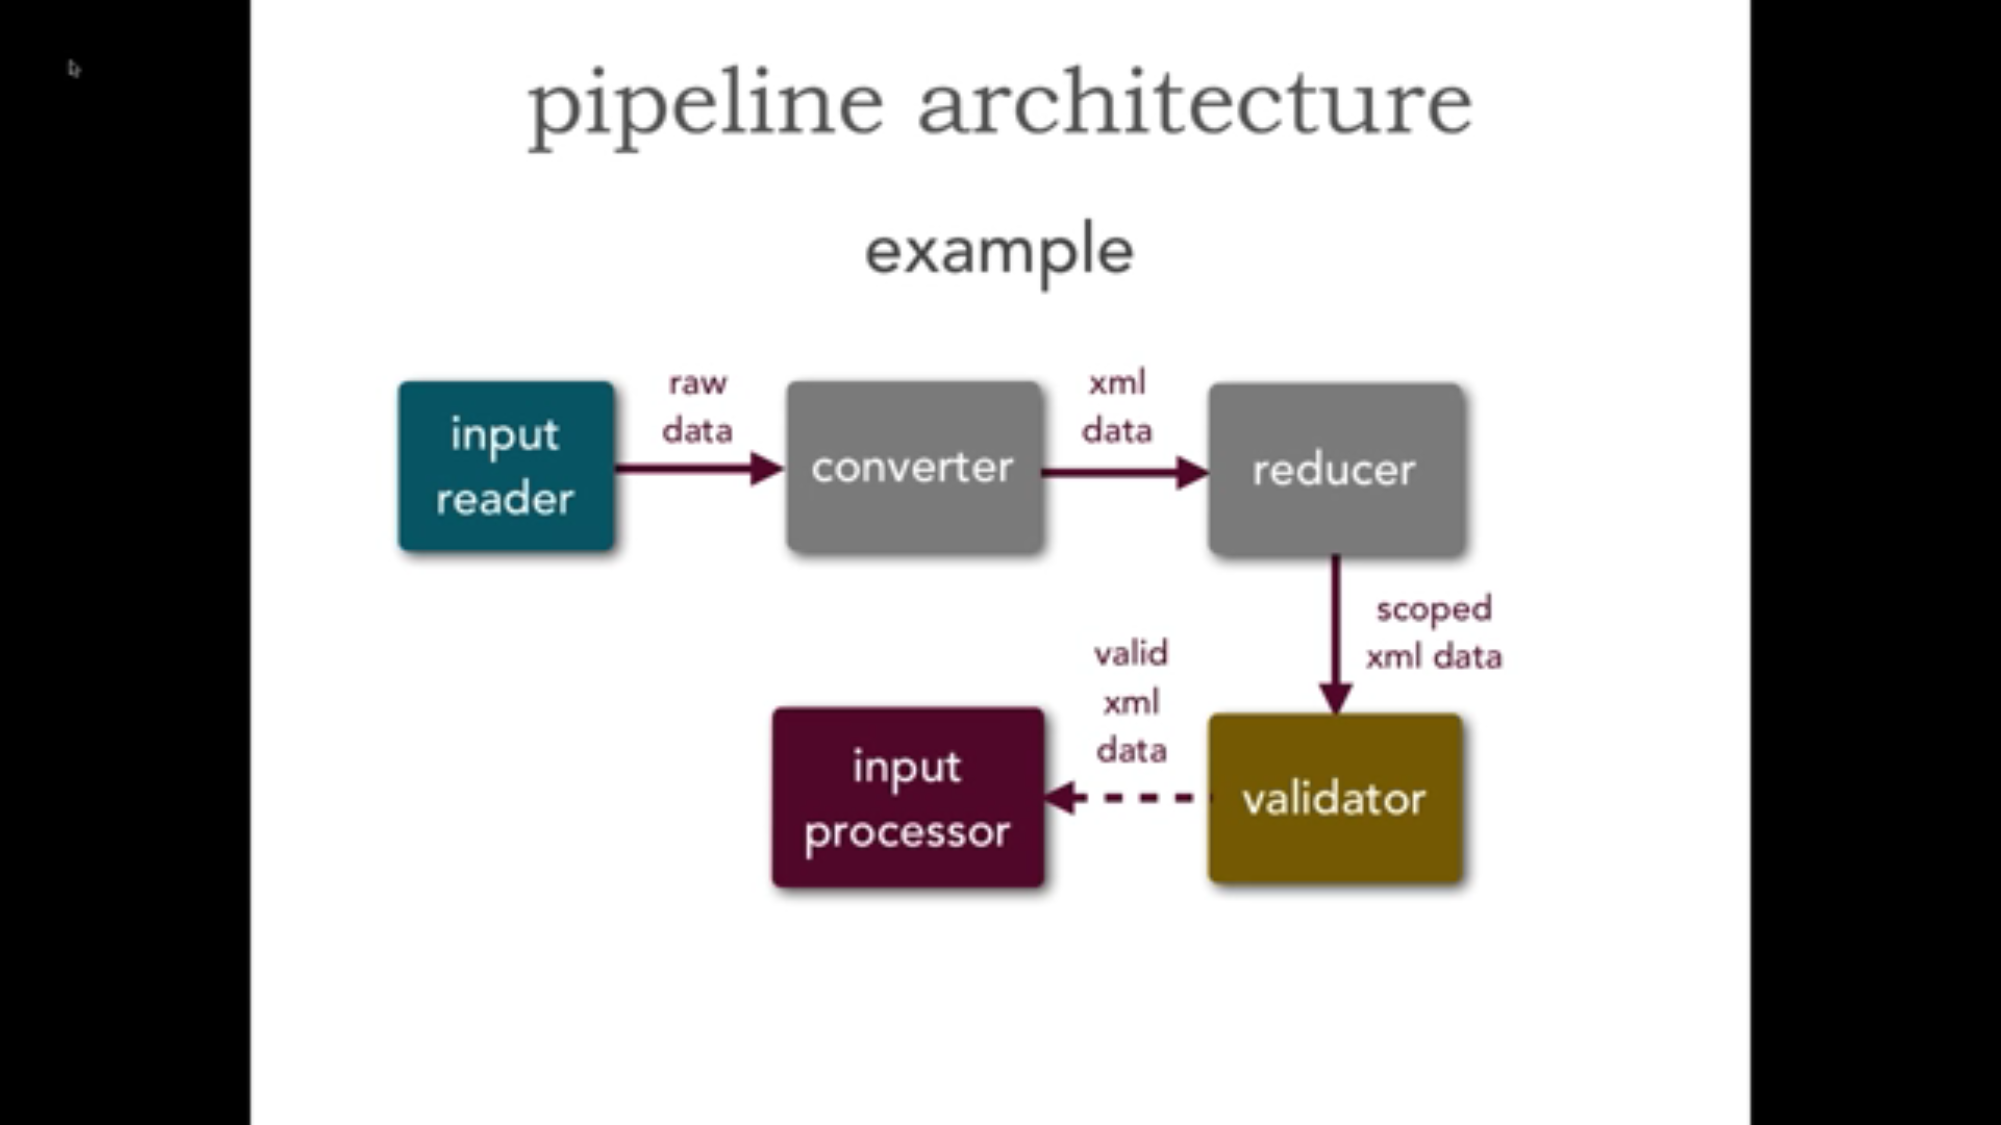 pipeline architecture
example
input
reader
raw
data
converter
xml
data
reducer
scoped
xml data
valid
xml
data
input
processor
validator